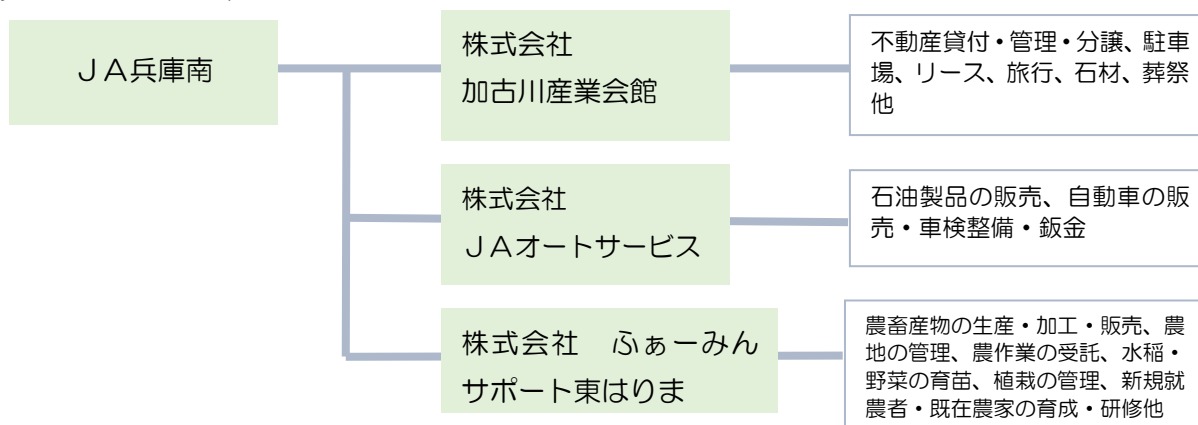 ＪＡ兵庫南
株式会社
加古川産業会館
不動産貸付・管理・分譲、駐車
場、リース、旅行、石材、葬祭
他
株式会社
ＪＡオートサービス
石油製品の販売、自動車の販
売・車検整備・鈑金
株式会社　ふぁーみん
サポート東はりま
農畜産物の生産・加工・販売、農
地の管理、農作業の受託、水稲・
野菜の育苗、植栽の管理、新規就
農者・既在農家の育成・研修他